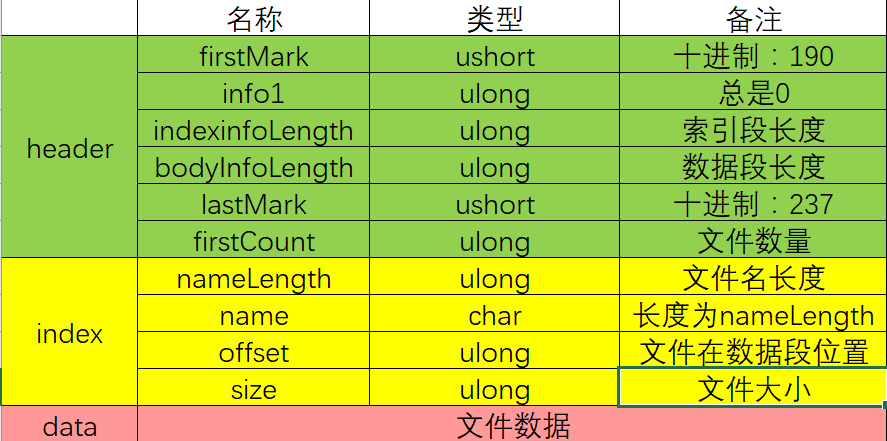 名称 类型 备注
header
firstMark ushort 十进制：190
info1 ulong 总是0
indexinfoLength ulong 索引段长度
bodyInfoLength ulong 数据段长度
lastMark ushort 十进制：237
firstCount ulong 文件数量
index
nameLength ulong 文件名长度
name char 长度为nameLength
offset ulong 文件在数据段位置
size ulong 文件大小
data 文件数据